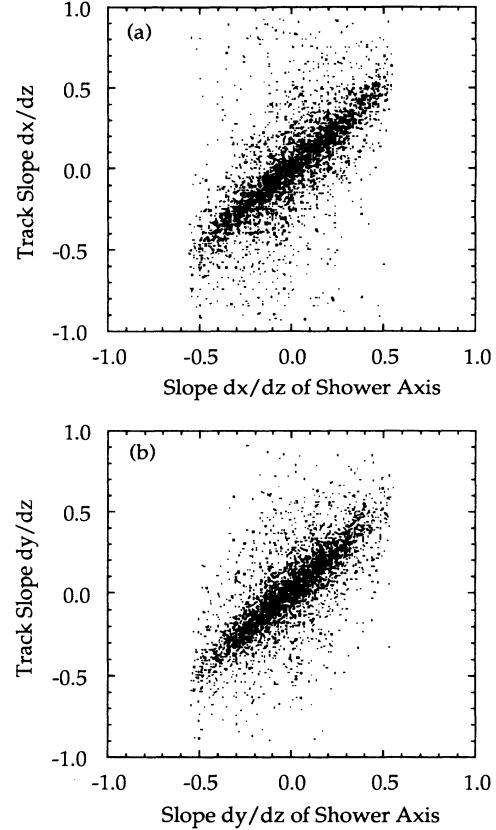 (a)
1.0
0.5
0.0
-0.5
-1.0
Track Slope dx/dz
-1.0 -0.5 0.0 0.5 1.0
Slope dx/dz of Shower Axis
(b)
1.0
0.5
0.0
-0.5
-1.0
Track Slope dy/dz
-1.0 -0.5 0.0 0.5 1.0
Slope dy/dz of Shower Axis